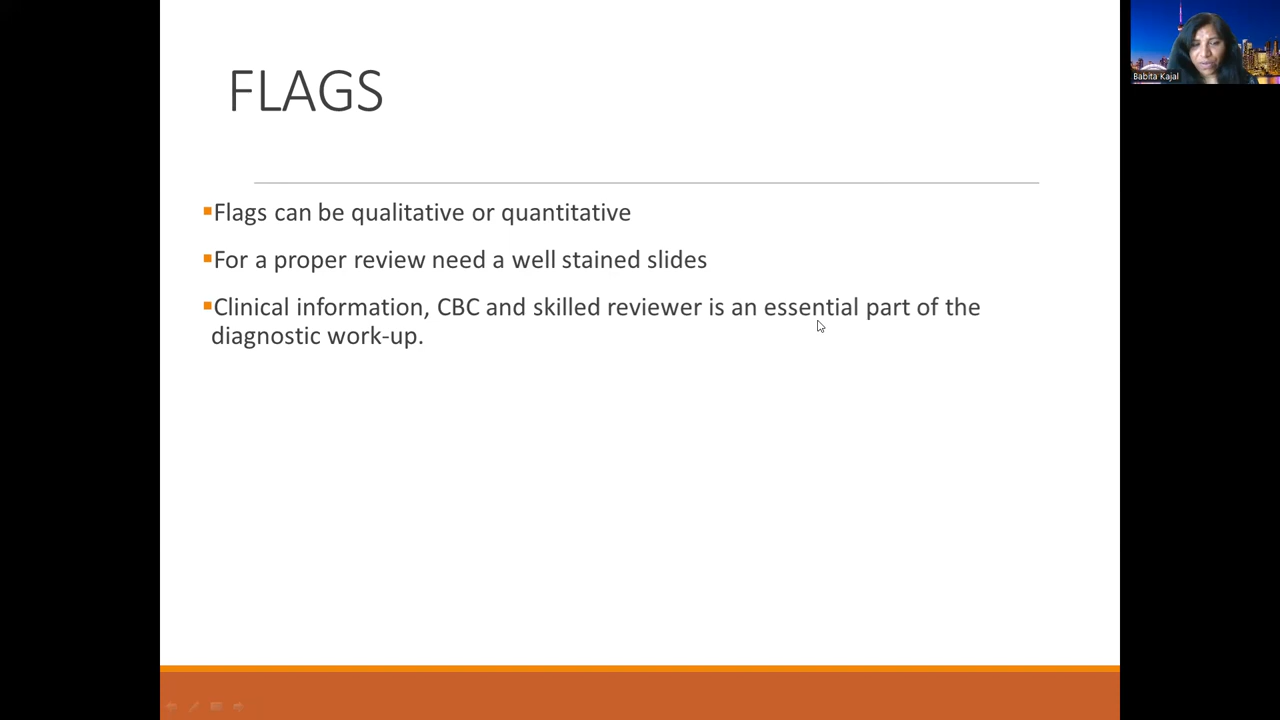 FLAGS
▪Flags can be qualitative or quantitative
▪For a proper review need a well stained slides
▪Clinical information, CBC and skilled reviewer is an essential part of the
diagnostic work-up.
Babita Kajal